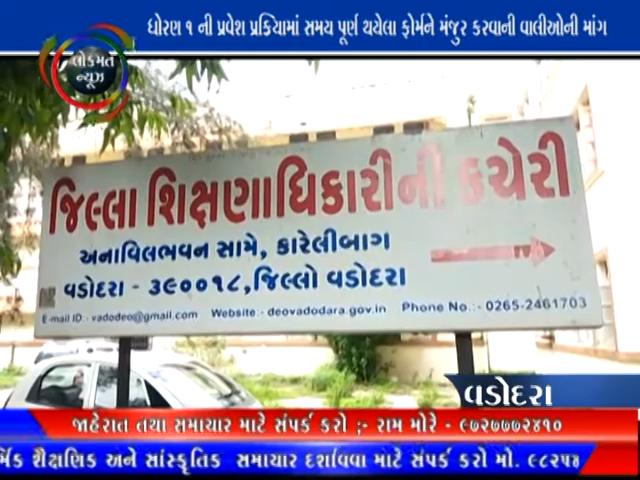 ધોરણ ૧ ની પ્રવેશ પ્રક્રિયામાં સમય પૂર્ણ થયેલા ફોર્મને મંજુર કરવાની વાલીઓની માંગ
લોકમત
ન્યૂઝ
જિલ્લા શિક્ષણાધિકારીની કચેરી
અનાવિલભવન સામે, કારેલીબાગ
વડોદરા - ૩૯૦૦૧૮, જિલ્લો વડોદરા
E-mail ID :- vadodeo@gmail.com Website:- deovadodara.gov.in Phone No.:- 0265-2461703
વડોદરા
જાહેરાત તથા સમાચાર માટે સંપર્ક કરો ;- રામ મોરે - ૯૭૨૭૭૭૨૪૧૦
ર્મિક શૈક્ષણિક અને સાંસ્કૃતિક સમાચાર દર્શાવવા માટે સંપર્ક કરો મો. ૯૮૨૫૪